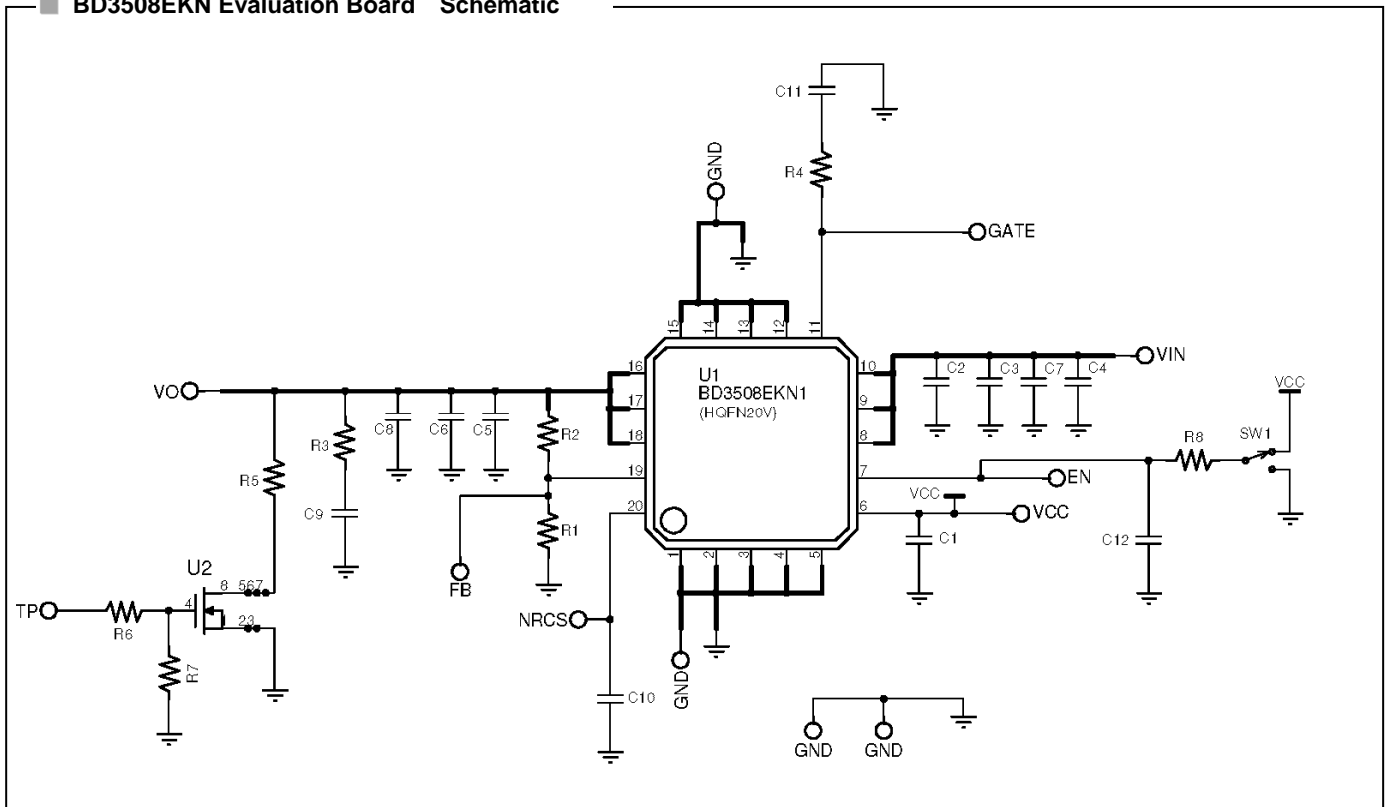 BD3508EKN Evaluation Board Schematic
C11
GND
R4
GATE
15
14
13
12
11
VO
16
17
18
19
20
U1
BD3508EKN1
(HQFN20V)
10
9
8
7
6
C2
C3
C7
C4
VIN
VCC
R8
SW1
R3
C8
C6
C5
R2
R5
EN
VCC
VCC
C9
R1
C1
C12
FB
1
2
3
4
5
U2
8 567
4
23
TP
R6
R7
NRCS
C10
GND
GND
GND